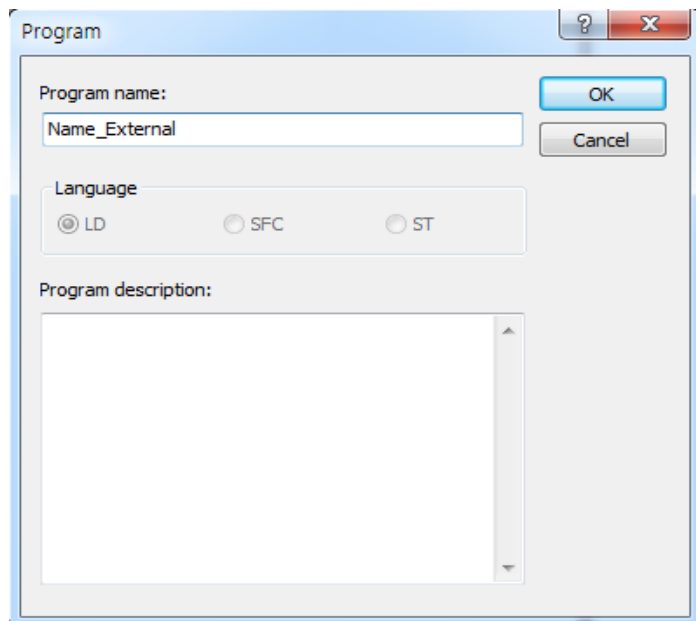 Program
Program name:
OK
Name_External
Cancel
Language
LD SFC ST
Program description: